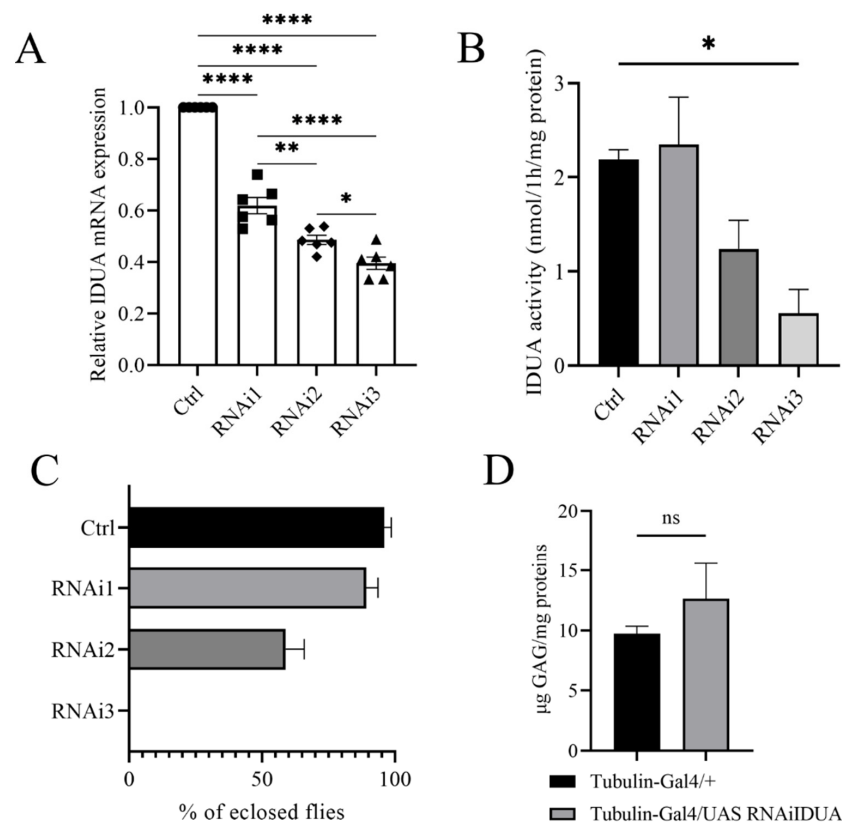 A
****
****
****
****
**
*
Relative IDUA mRNA expression
1.0
0.8
0.6
0.4
0.2
0.0
Ctrl
RNAi1
RNAi2
RNAi3
B
*
IDUA activity (nmol/1h/mg protein)
3
2
1
0
Ctrl
RNAi1
RNAi2
RNAi3
C
Ctrl
RNAi1
RNAi2
RNAi3
0 50 100
% of eclosed flies
D
ns
µg GAG/mg proteins
20
15
10
5
0
Tubulin-Gal4/+
Tubulin-Gal4/UAS RNAiIDUA